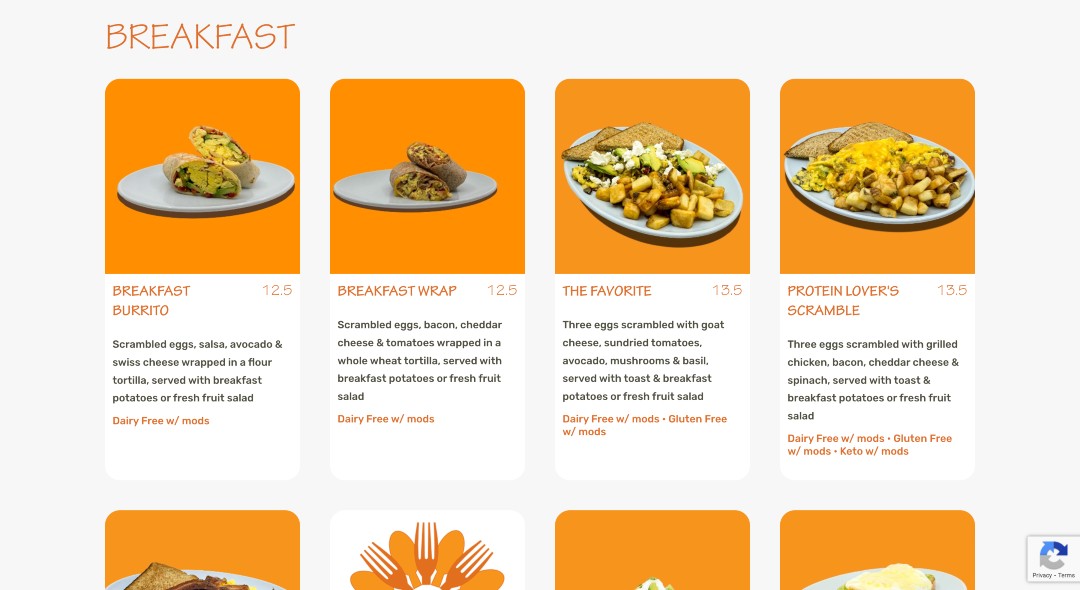 BREAKFAST
BREAKFAST
BURRITO
12.5
Scrambled eggs, salsa, avocado &
swiss cheese wrapped in a flour
tortilla, served with breakfast
potatoes or fresh fruit salad
Dairy Free w/ mods
BREAKFAST WRAP
12.5
Scrambled eggs, bacon, cheddar
cheese & tomatoes wrapped in a
whole wheat tortilla, served with
breakfast potatoes or fresh fruit
salad
Dairy Free w/ mods
THE FAVORITE
13.5
Three eggs scrambled with goat
cheese, sundried tomatoes,
avocado, mushrooms & basil,
served with toast & breakfast
potatoes or fresh fruit salad
Dairy Free w/ mods • Gluten Free
w/ mods
PROTEIN LOVER'S
SCRAMBLE
13.5
Three eggs scrambled with grilled
chicken, bacon, cheddar cheese &
spinach, served with toast &
breakfast potatoes or fresh fruit
salad
Dairy Free w/ mods • Gluten Free
w/ mods • Keto w/ mods
Privacy - Terms